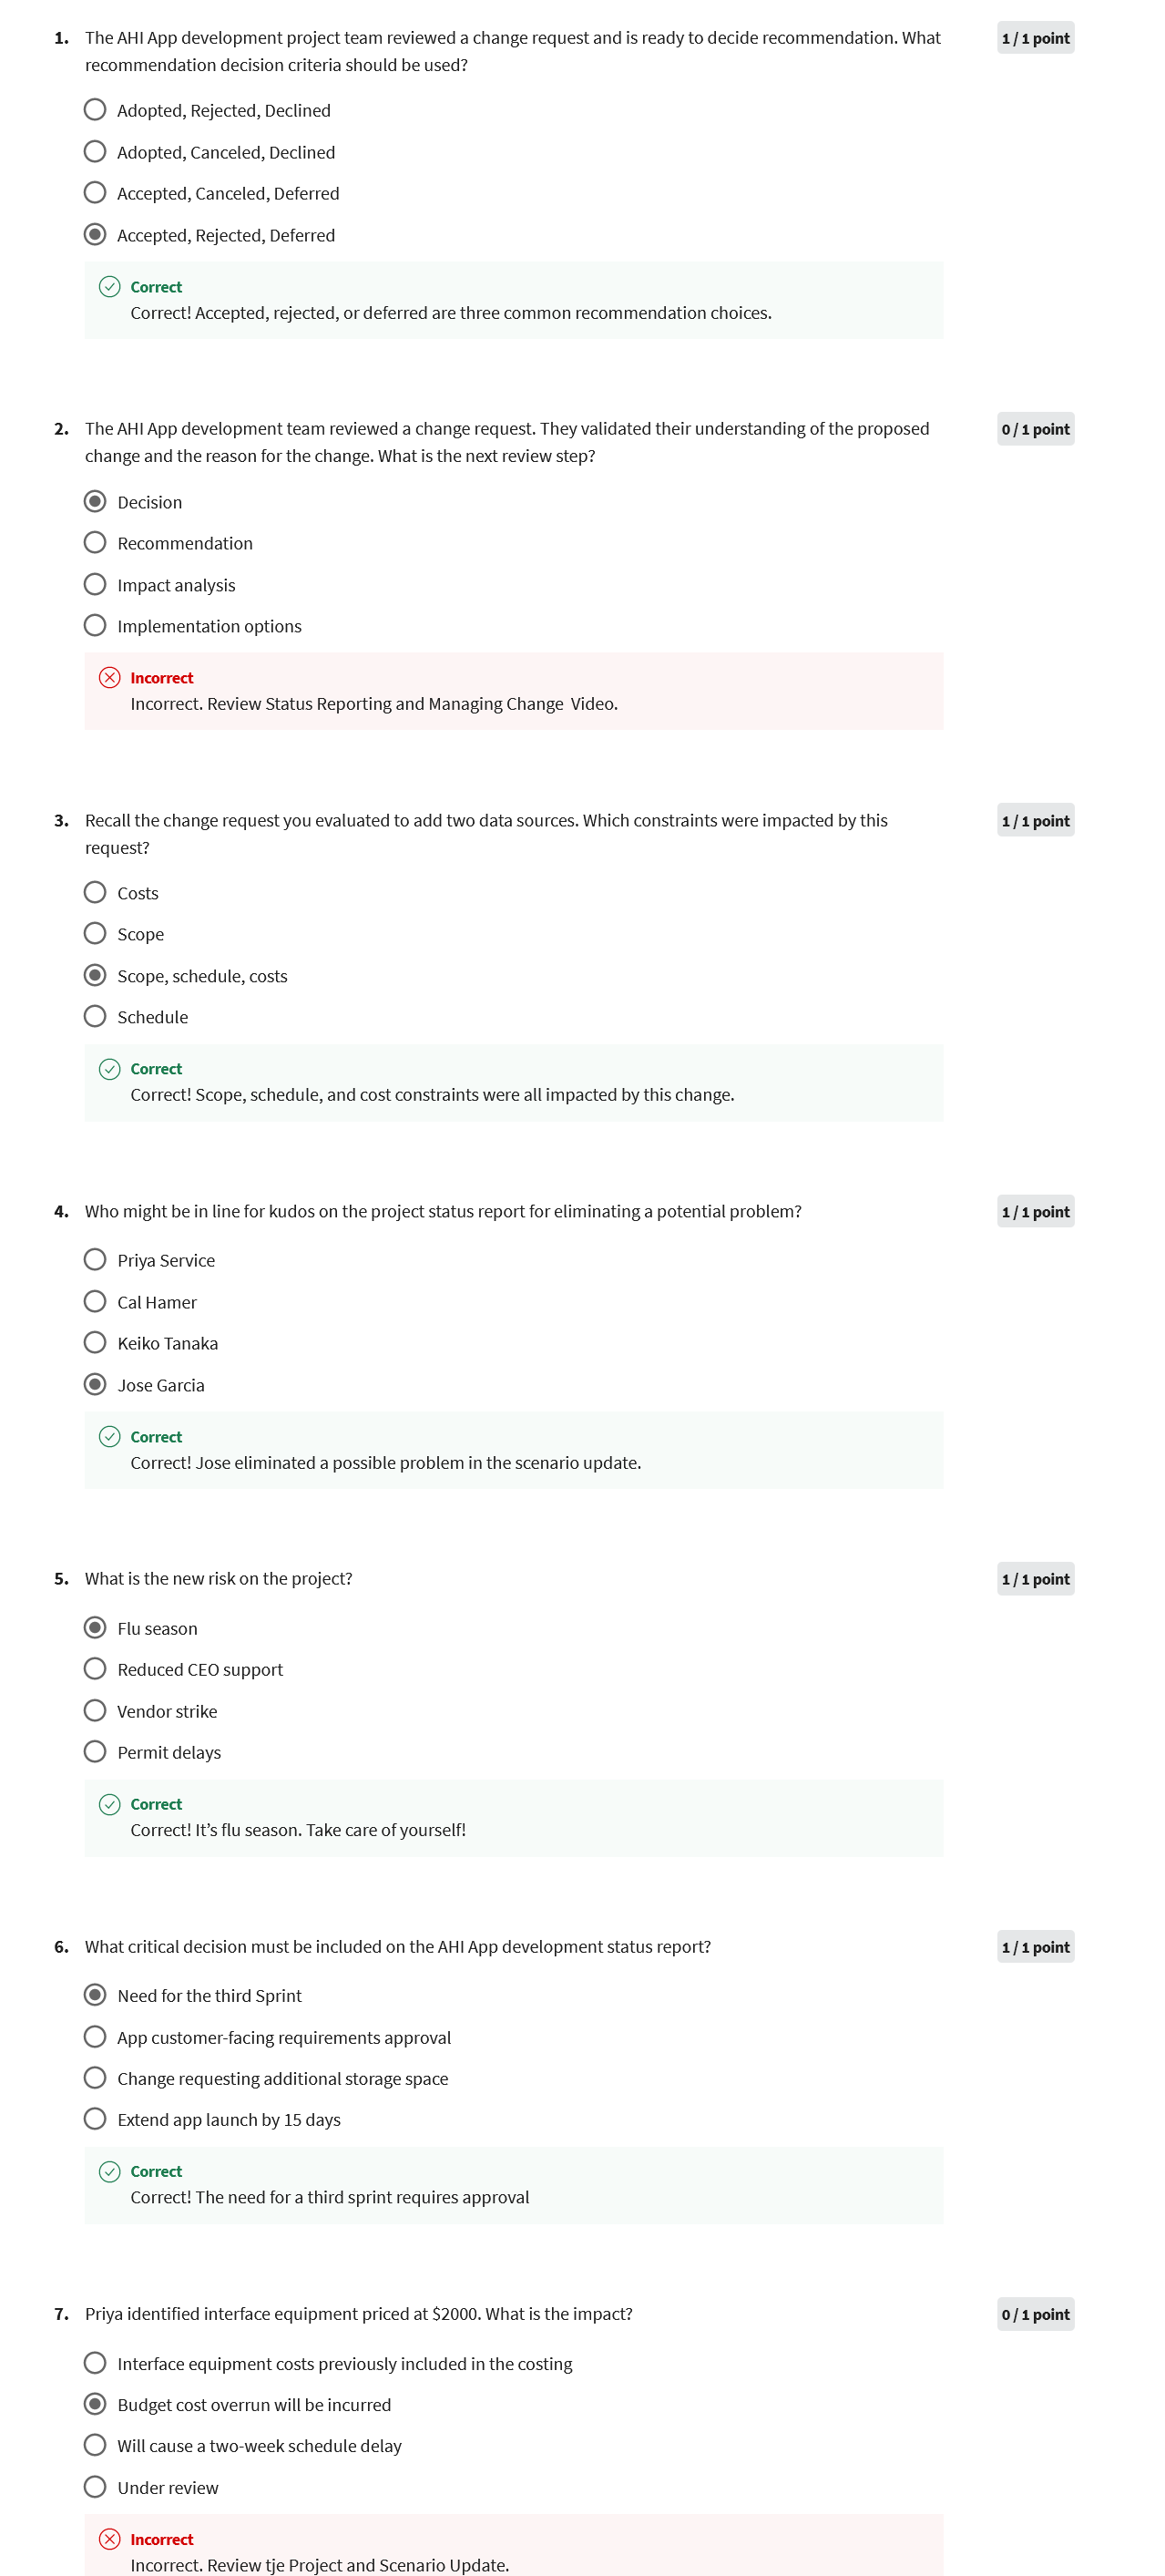 1. The AHI App development project team reviewed a change request and is ready to decide recommendation. What
1 / 1 point
recommendation decision criteria should be used?
Adopted, Rejected, Declined
Adopted, Canceled, Declined
Accepted, Canceled, Deferred
Accepted, Rejected, Deferred
Correct
Correct! Accepted, rejected, or deferred are three common recommendation choices.
2. The AHI App development team reviewed a change request. They validated their understanding of the proposed
0 / 1 point
change and the reason for the change. What is the next review step?
Decision
Recommendation
Impact analysis
Implementation options
Incorrect
Incorrect. Review Status Reporting and Managing Change  Video.
3. Recall the change request you evaluated to add two data sources. Which constraints were impacted by this
1 / 1 point
request?
Costs
Scope
Scope, schedule, costs
Schedule
Correct
Correct! Scope, schedule, and cost constraints were all impacted by this change.
4. Who might be in line for kudos on the project status report for eliminating a potential problem?
1 / 1 point
Priya Service
Cal Hamer
Keiko Tanaka
Jose Garcia
Correct
Correct! Jose eliminated a possible problem in the scenario update.
5. What is the new risk on the project?
1 / 1 point
Flu season
Reduced CEO support
Vendor strike
Permit delays
Correct
Correct! It’s flu season. Take care of yourself!
6. What critical decision must be included on the AHI App development status report?
1 / 1 point
Need for the third Sprint
App customer-facing requirements approval
Change requesting additional storage space
Extend app launch by 15 days
Correct
Correct! The need for a third sprint requires approval
7. Priya identified interface equipment priced at $2000. What is the impact?
0 / 1 point
Interface equipment costs previously included in the costing
Budget cost overrun will be incurred
Will cause a two-week schedule delay
Under review
Incorrect
Incorrect. Review tje Project and Scenario Update.